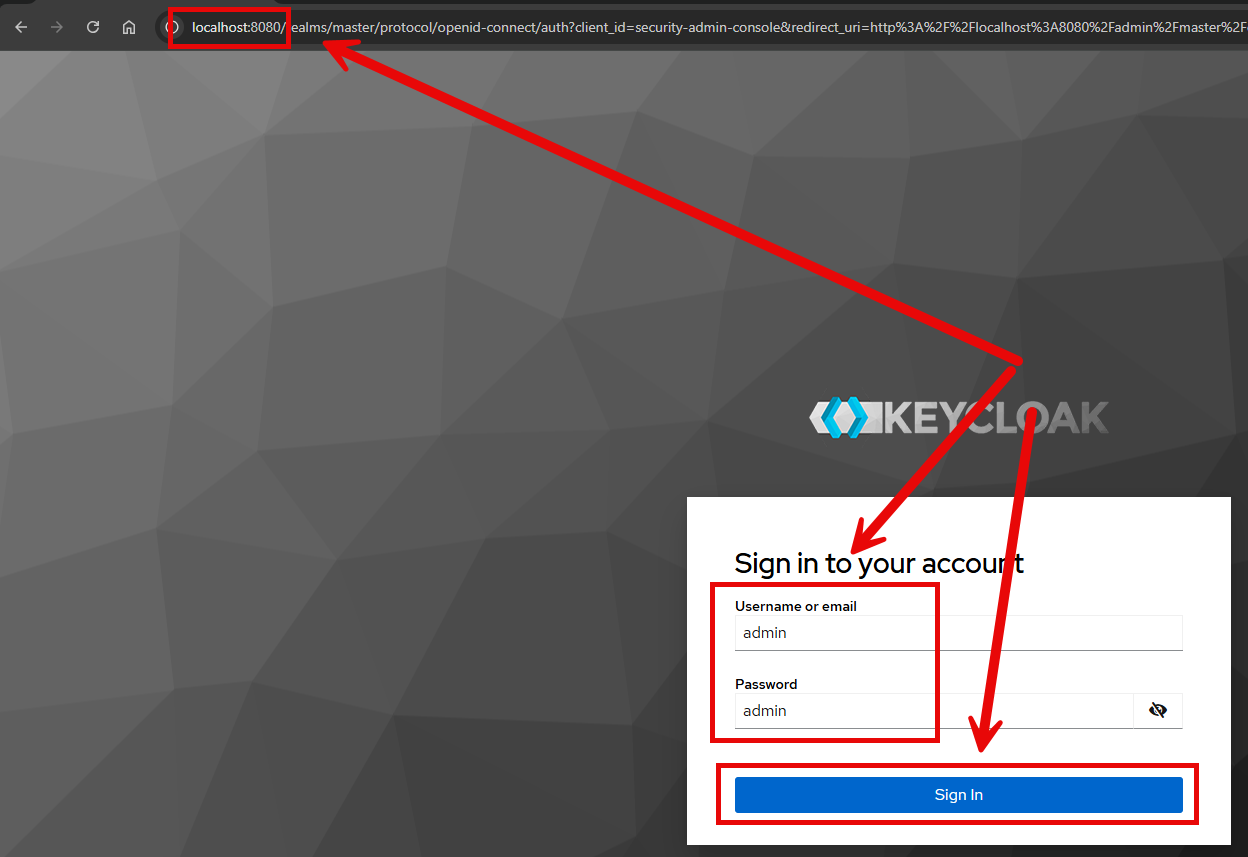 localhost:8080/realms/master/protocol/openid-connect/auth?client_id=security-admin-console&redirect_uri=http%3A%2F%2Flocalhost%3A8080%2Fadmin%2Fmaster%2F
KEYCLOAK
Sign in to your account
Username or email
admin
Password
admin
Sign In